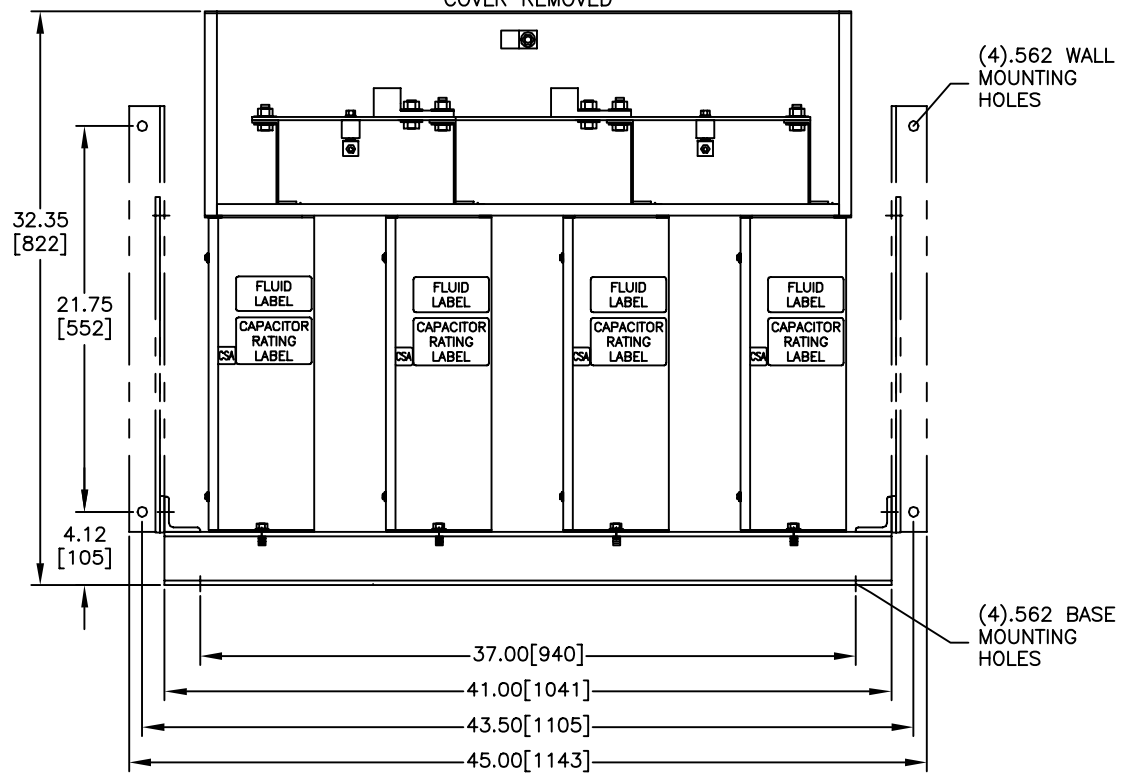 COVER REMOVED
(4).562 WALL
MOUNTING
HOLES
32.35
[822]
21.75
[552]
4.12
[105]
FLUID
LABEL
CAPACITOR
RATING
LABEL
CSA
FLUID
LABEL
CAPACITOR
RATING
LABEL
CSA
FLUID
LABEL
CAPACITOR
RATING
LABEL
CSA
FLUID
LABEL
CAPACITOR
RATING
LABEL
CSA
(4).562 BASE
MOUNTING
HOLES
37.00[940]
41.00[1041]
43.50[1105]
45.00[1143]